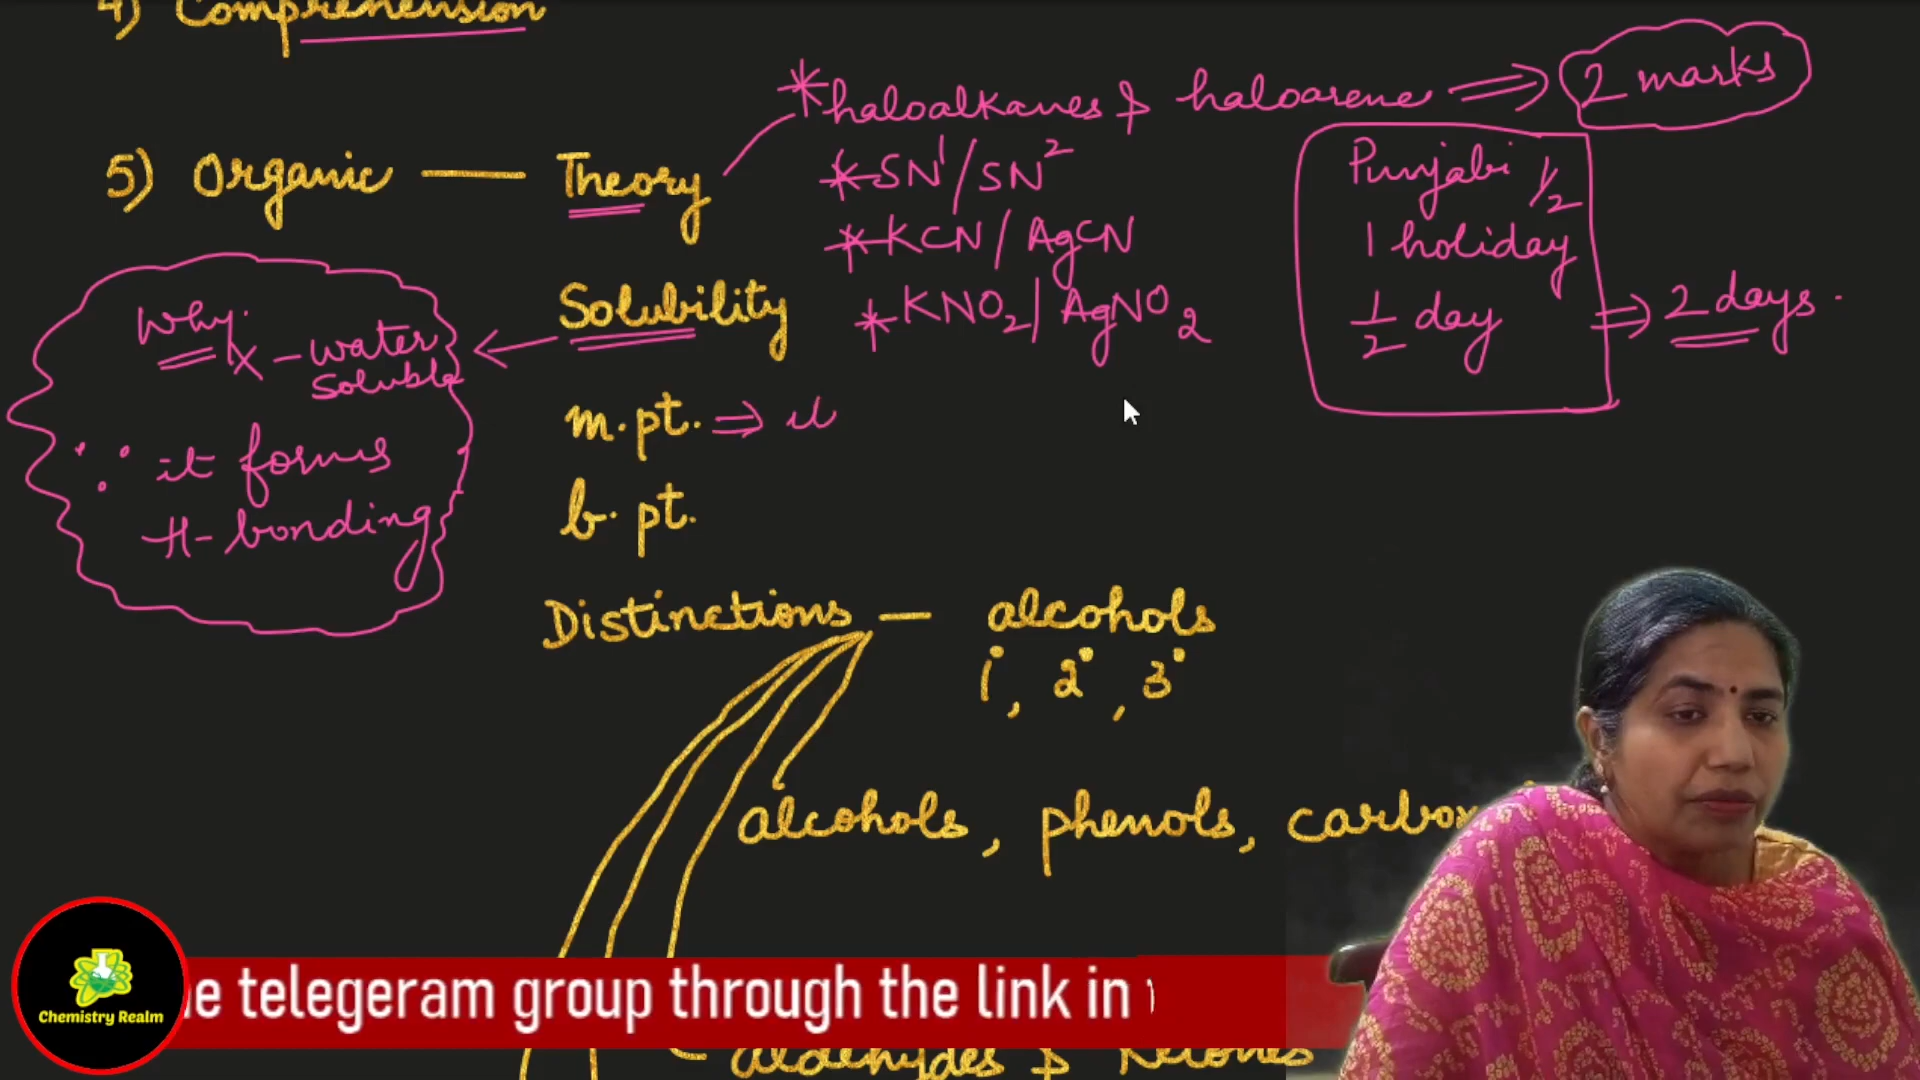 4) Comprehension
*haloalkanes & haloarene ⇒ 2 marks
5) Organic — Theory
*SN1/SN2
*KCN/AgCN
*KNO2/AgNO2
Punjabi 1/2
1 holiday
1/2 day ⇒ 2 days.
Solubility
Why.
X - water
soluble
∵ it forms
H-bonding
m.pt. ⇒
b.pt.
Distinctions — alcohols
1°, 2°, 3°
alcohols, phenols, carbox
aldehydes & Ketones
e telegeram group through the link in
Chemistry Realm